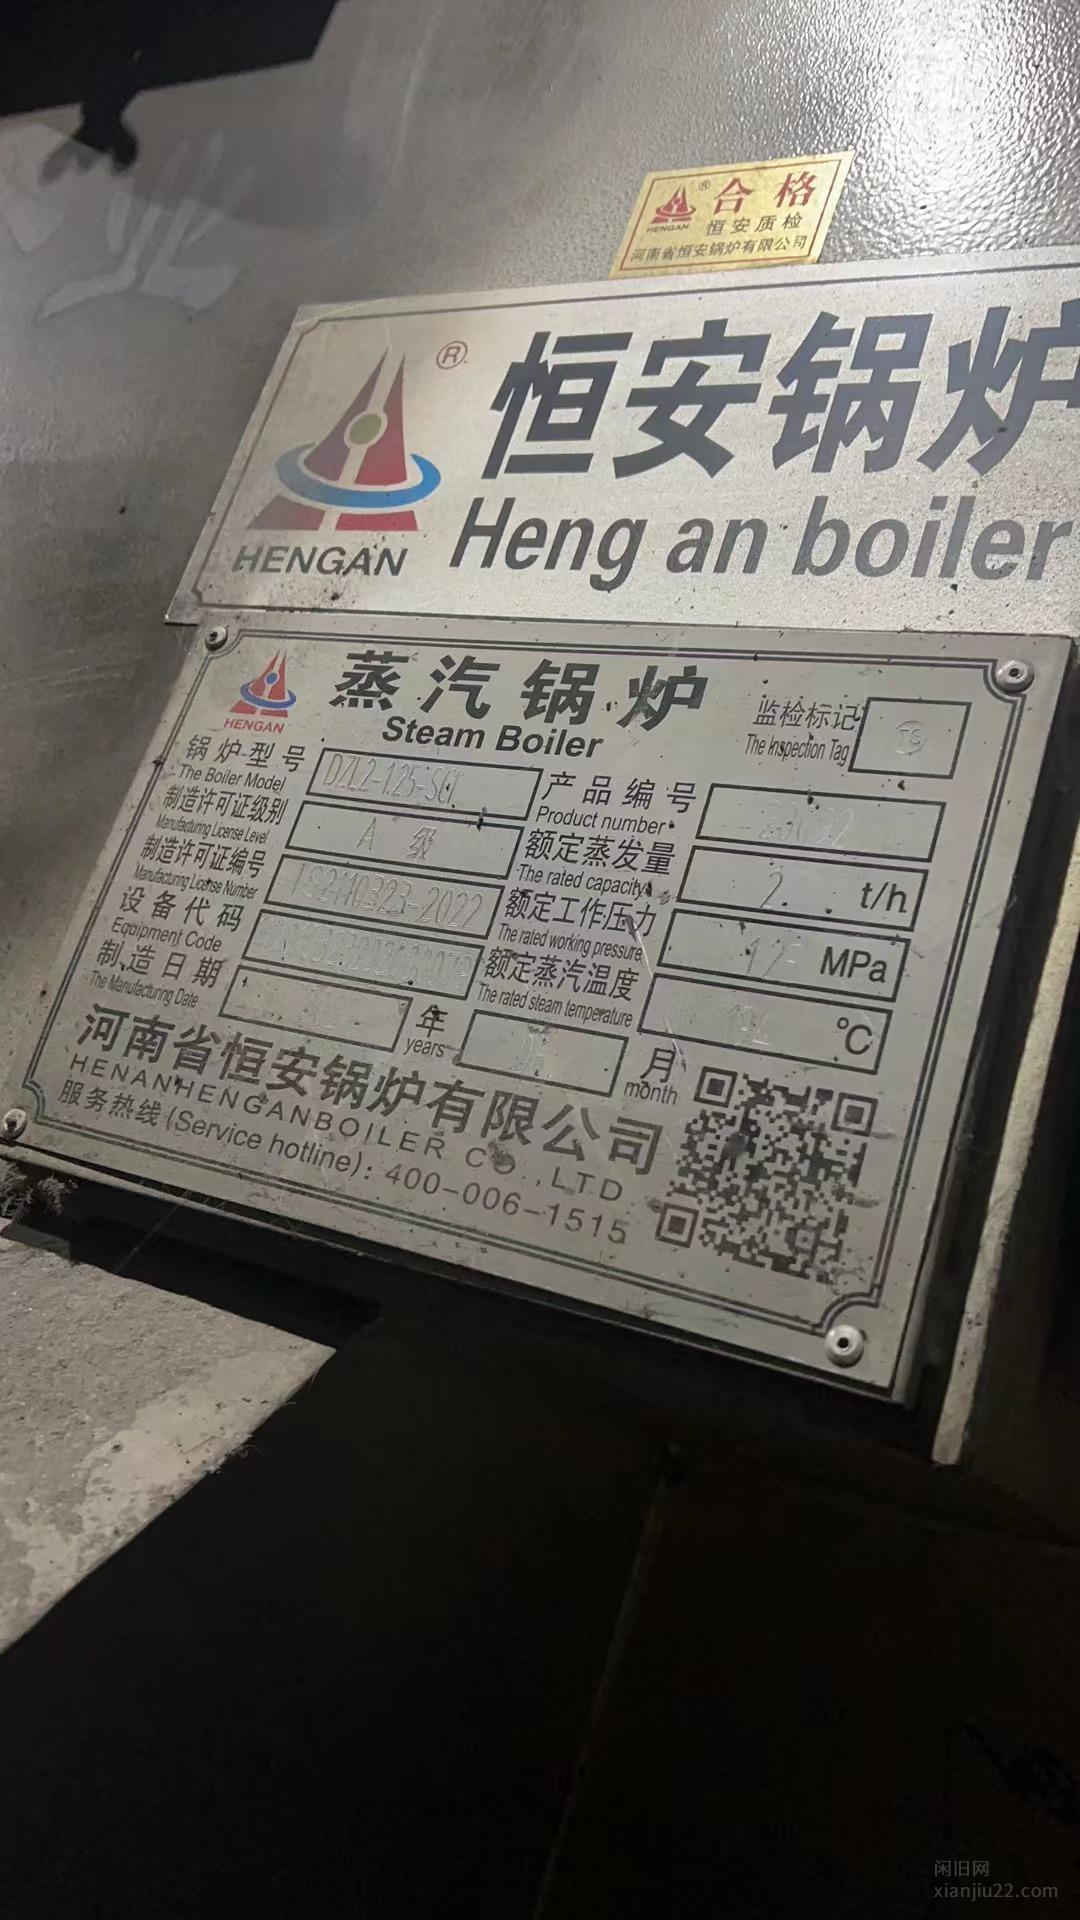 ® 合格
HENGAN 恒安质检
河南省恒安锅炉有限公司
® 恒安锅炉
HENGAN Heng an boiler
蒸汽锅炉
HENGAN Steam Boiler
监检标记
The Inspection Tag
TS
锅炉型号 DZL2-1.25-SCI
The Boiler Model
产品编号
Product number
制造许可证级别 A 级
Manufacturing License Level
额定蒸发量 2 t/h
The rated capacity
制造许可证编号 TS2110323-2022
Manufacturing License Number
额定工作压力 MPa
The rated working pressure
设备代码
Equipment Code
额定蒸汽温度 194 ℃
The rated steam temperature
制造日期 年 月
The Manufacturing Date years month
河南省恒安锅炉有限公司
HENANHENGANBOILER CO.,LTD
服务热线(Service hotline): 400-006-1515
闲旧网
xianjiu22.com